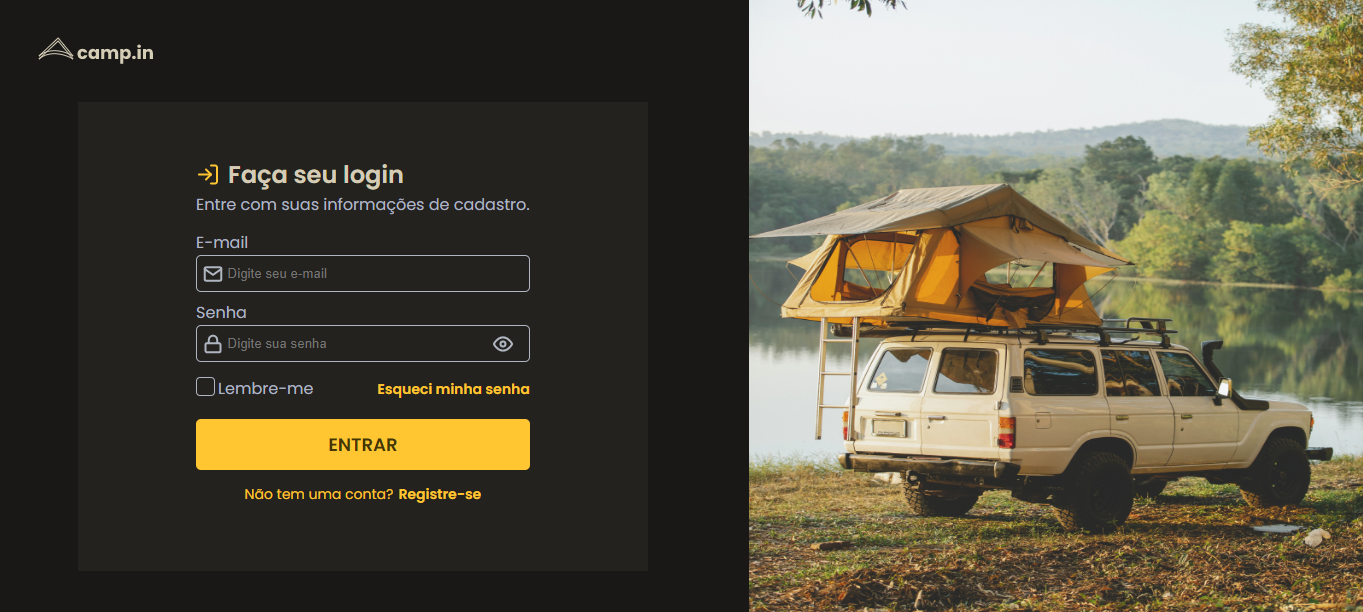 camp.in
Faça seu login
Entre com suas informações de cadastro.
E-mail
Digite seu e-mail
Senha
Digite sua senha
Lembre-me Esqueci minha senha
ENTRAR
Não tem uma conta? Registre-se